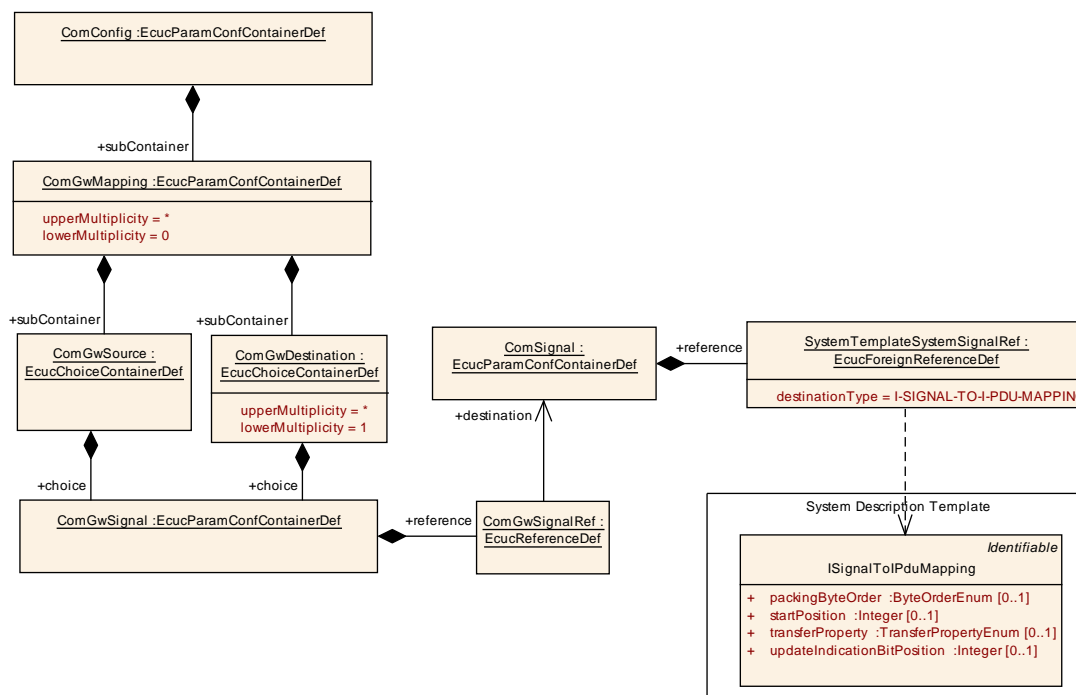 ComConfig :EcucParamConfContainerDef
+subContainer
ComGwMapping :EcucParamConfContainerDef
upperMultiplicity = *
lowerMultiplicity = 0
+subContainer
+subContainer
ComGwSource :
EcucChoiceContainerDef
ComGwDestination :
EcucChoiceContainerDef
upperMultiplicity = *
lowerMultiplicity = 1
ComSignal :
EcucParamConfContainerDef
+reference
SystemTemplateSystemSignalRef :
EcucForeignReferenceDef
destinationType = I-SIGNAL-TO-I-PDU-MAPPING
+destination
+choice
+choice
ComGwSignal :EcucParamConfContainerDef
+reference
ComGwSignalRef :
EcucReferenceDef
System Description Template
Identifiable
ISignalToIPduMapping
+ packingByteOrder :ByteOrderEnum [0..1]
+ startPosition :Integer [0..1]
+ transferProperty :TransferPropertyEnum [0..1]
+ updateIndicationBitPosition :Integer [0..1]